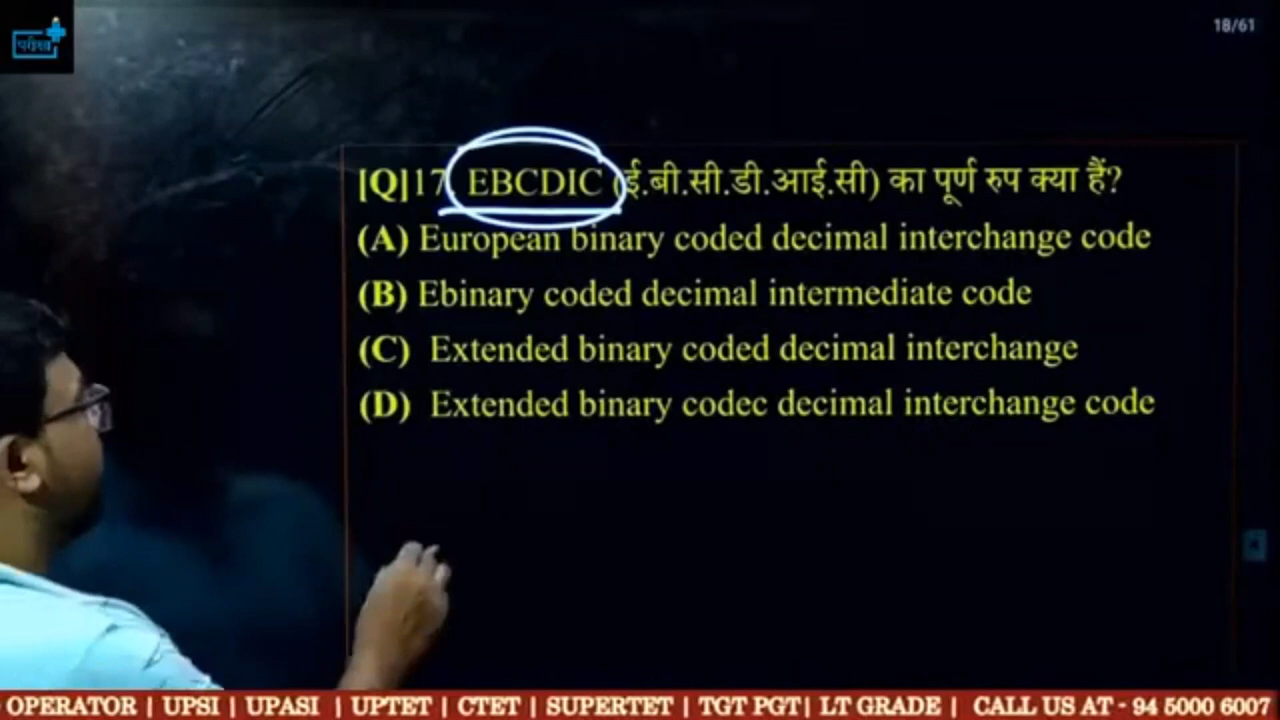 परीक्षा
18/61
[Q]17. EBCDIC (ई.बी.सी.डी.आई.सी) का पूर्ण रुप क्या हैं?
(A) European binary coded decimal interchange code
(B) Ebinary coded decimal intermediate code
(C) Extended binary coded decimal interchange
(D) Extended binary codec decimal interchange code
OPERATOR | UPSI | UPASI | UPTET | CTET | SUPERTET | TGT PGT| LT GRADE | CALL US AT - 94 5000 6007